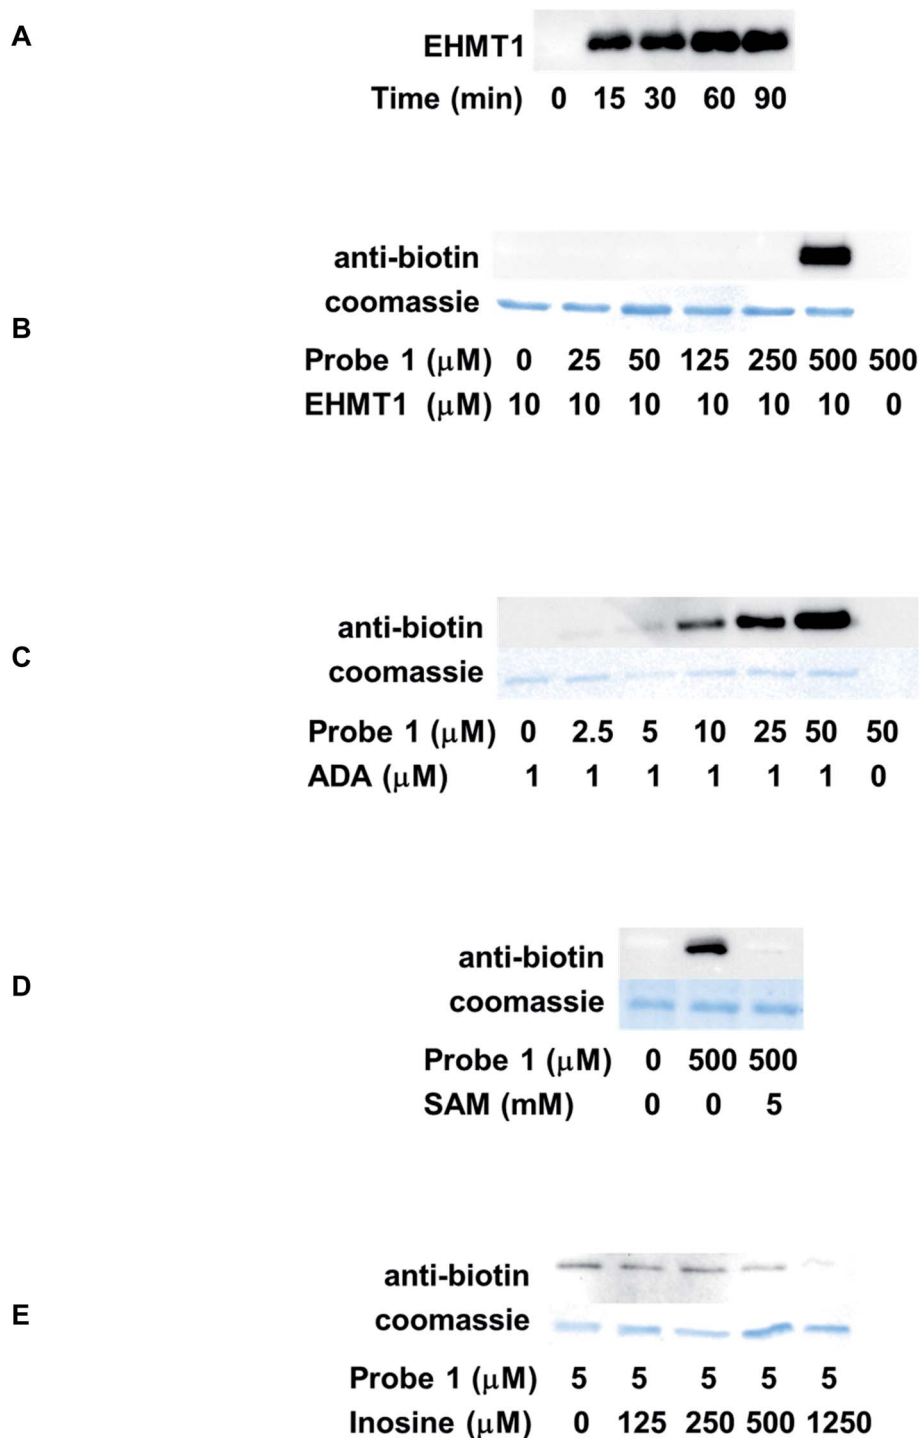 A
EHMT1
Time (min) 0 15 30 60 90
anti-biotin
coomassie
B
Probe 1 (μM) 0 25 50 125 250 500 500
EHMT1 (μM) 10 10 10 10 10 10 0
anti-biotin
C
coomassie
Probe 1 (μM) 0 2.5 5 10 25 50 50
ADA (μM) 1 1 1 1 1 1 0
anti-biotin
D
coomassie
Probe 1 (μM) 0 500 500
SAM (mM) 0 0 5
anti-biotin
E
coomassie
Probe 1 (μM) 5 5 5 5 5
Inosine (μM) 0 125 250 500 1250